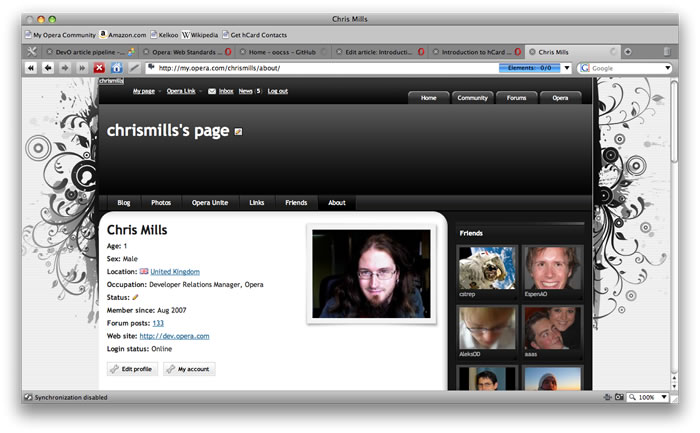 Chris Mills
My Opera Community Amazon.com Kelkoo Wikipedia Get hCard Contacts
DevO article pipeline - ... Opera: Web Standards ... Home - oocss - GitHub Edit article: Introducti... Introduction to hCard ... Chris Mills
http://my.opera.com/chrismills/about/ Elements: 0/0 Google
chrismills
My page Opera Link Inbox News (5) Log out
Home Community Forums Opera
chrismills's page
Blog Photos Opera Unite Links Friends About
Chris Mills
Age: 1
Sex: Male
Location: United Kingdom
Occupation: Developer Relations Manager, Opera
Status:
Member since: Aug 2007
Forum posts: 133
Web site: http://dev.opera.com
Login status: Online
Edit profile My account
Friends
cstrep EspenAO
AleksOD aaas
Synchronization disabled 100%